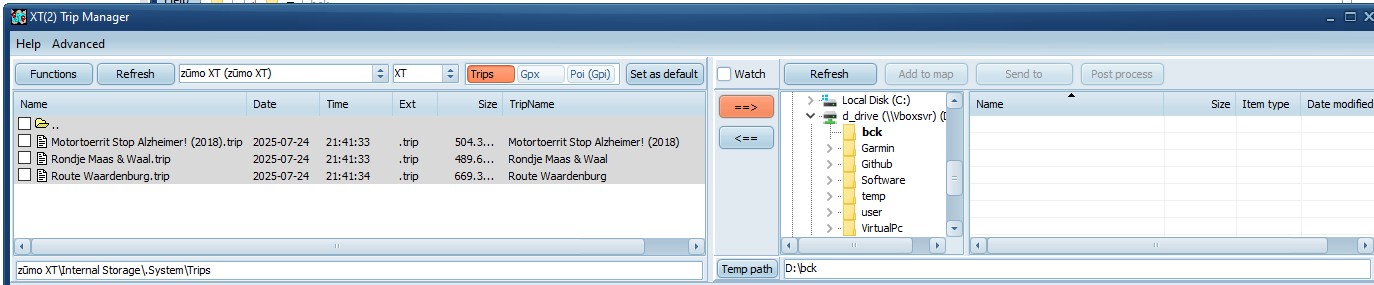 XT(2) Trip Manager
Help Advanced
Functions Refresh zūmo XT (zūmo XT) XT Trips Gpx Poi (Gpi) Set as default Watch Refresh Add to map Send to Post process
Name Date Time Ext Size TripName
..
Motortoerrit Stop Alzheimer! (2018).trip 2025-07-24 21:41:33 .trip 504.3... Motortoerrit Stop Alzheimer! (2018)
Rondje Maas & Waal.trip 2025-07-24 21:41:33 .trip 489.6... Rondje Maas & Waal
Route Waardenburg.trip 2025-07-24 21:41:34 .trip 669.3... Route Waardenburg
zūmo XT\Internal Storage\.System\Trips
==>
<==
Local Disk (C:)
d_drive (\\Vboxsvr) (
bck
Garmin
Github
Software
temp
user
VirtualPc
Temp path D:\bck
Name Size Item type Date modified